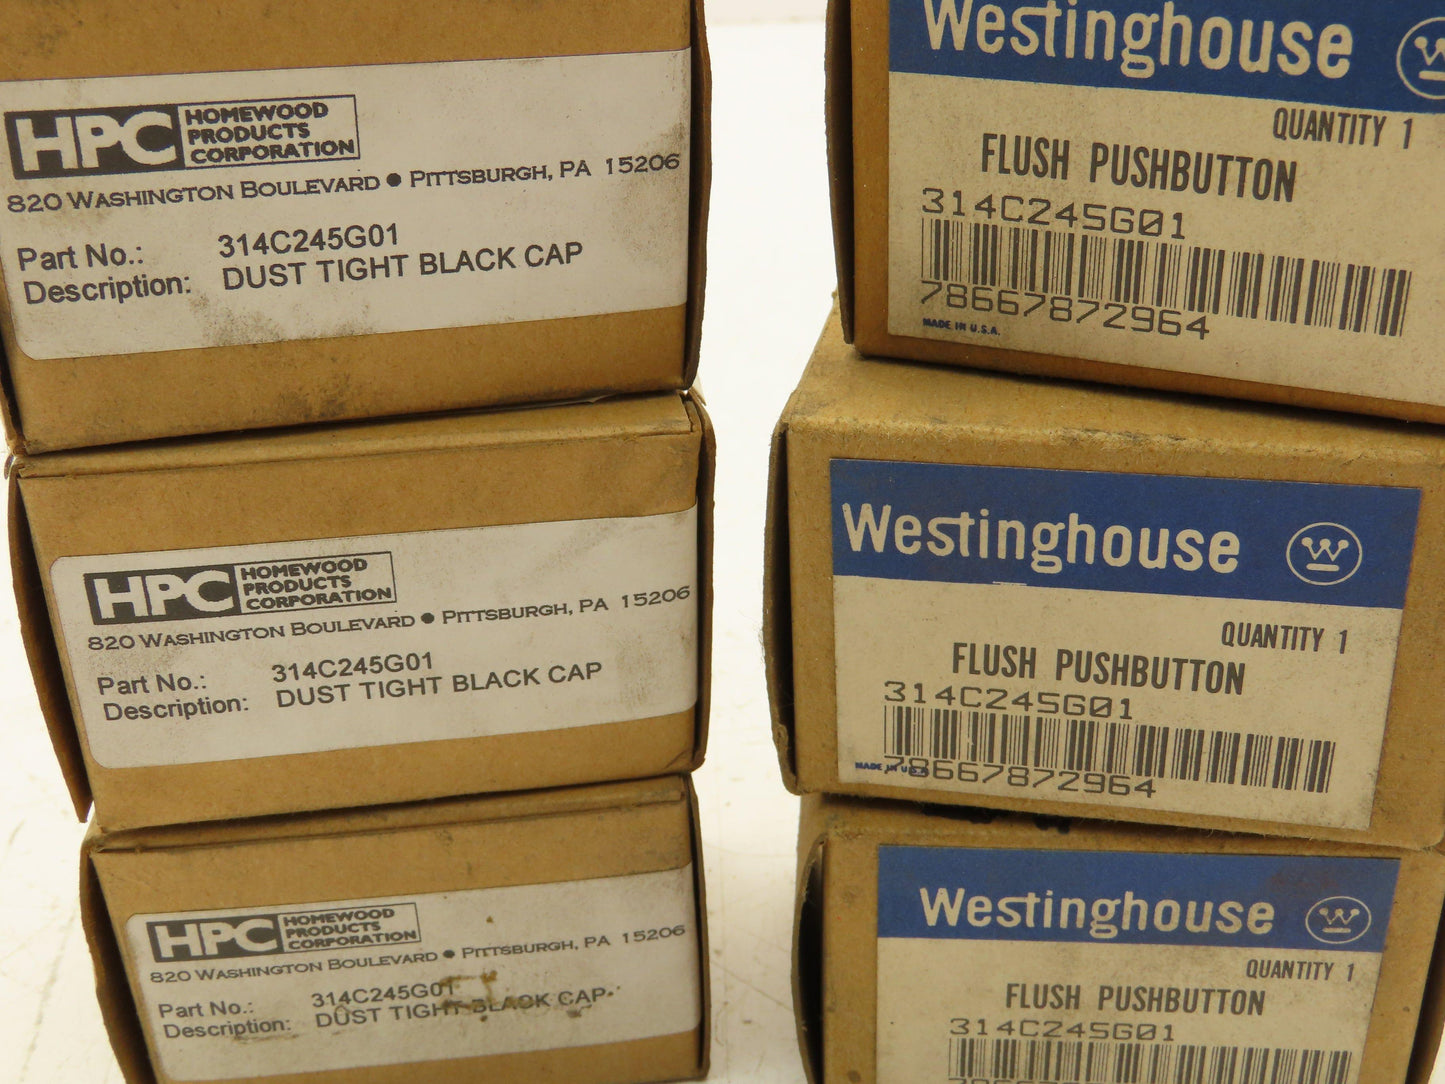 HPC HOMEWOOD
PRODUCTS
CORPORATION
820 WASHINGTON BOULEVARD ● PITTSBURGH, PA 15206
Part No.: 314C245G01
Description: DUST TIGHT BLACK CAP
HPC HOMEWOOD
PRODUCTS
CORPORATION
820 WASHINGTON BOULEVARD ● PITTSBURGH, PA 15206
Part No.: 314C245G01
Description: DUST TIGHT BLACK CAP
HPC HOMEWOOD
PRODUCTS
CORPORATION
820 WASHINGTON BOULEVARD ● PITTSBURGH, PA 15206
Part No.: 314C245G01
Description: DUST TIGHT BLACK CAP
Westinghouse W
QUANTITY 1
FLUSH PUSHBUTTON
314C245G01
78667872964
MADE IN U.S.A.
Westinghouse W
QUANTITY 1
FLUSH PUSHBUTTON
314C245G01
78667872964
MADE IN U.S.A.
Westinghouse W
QUANTITY 1
FLUSH PUSHBUTTON
314C245G01